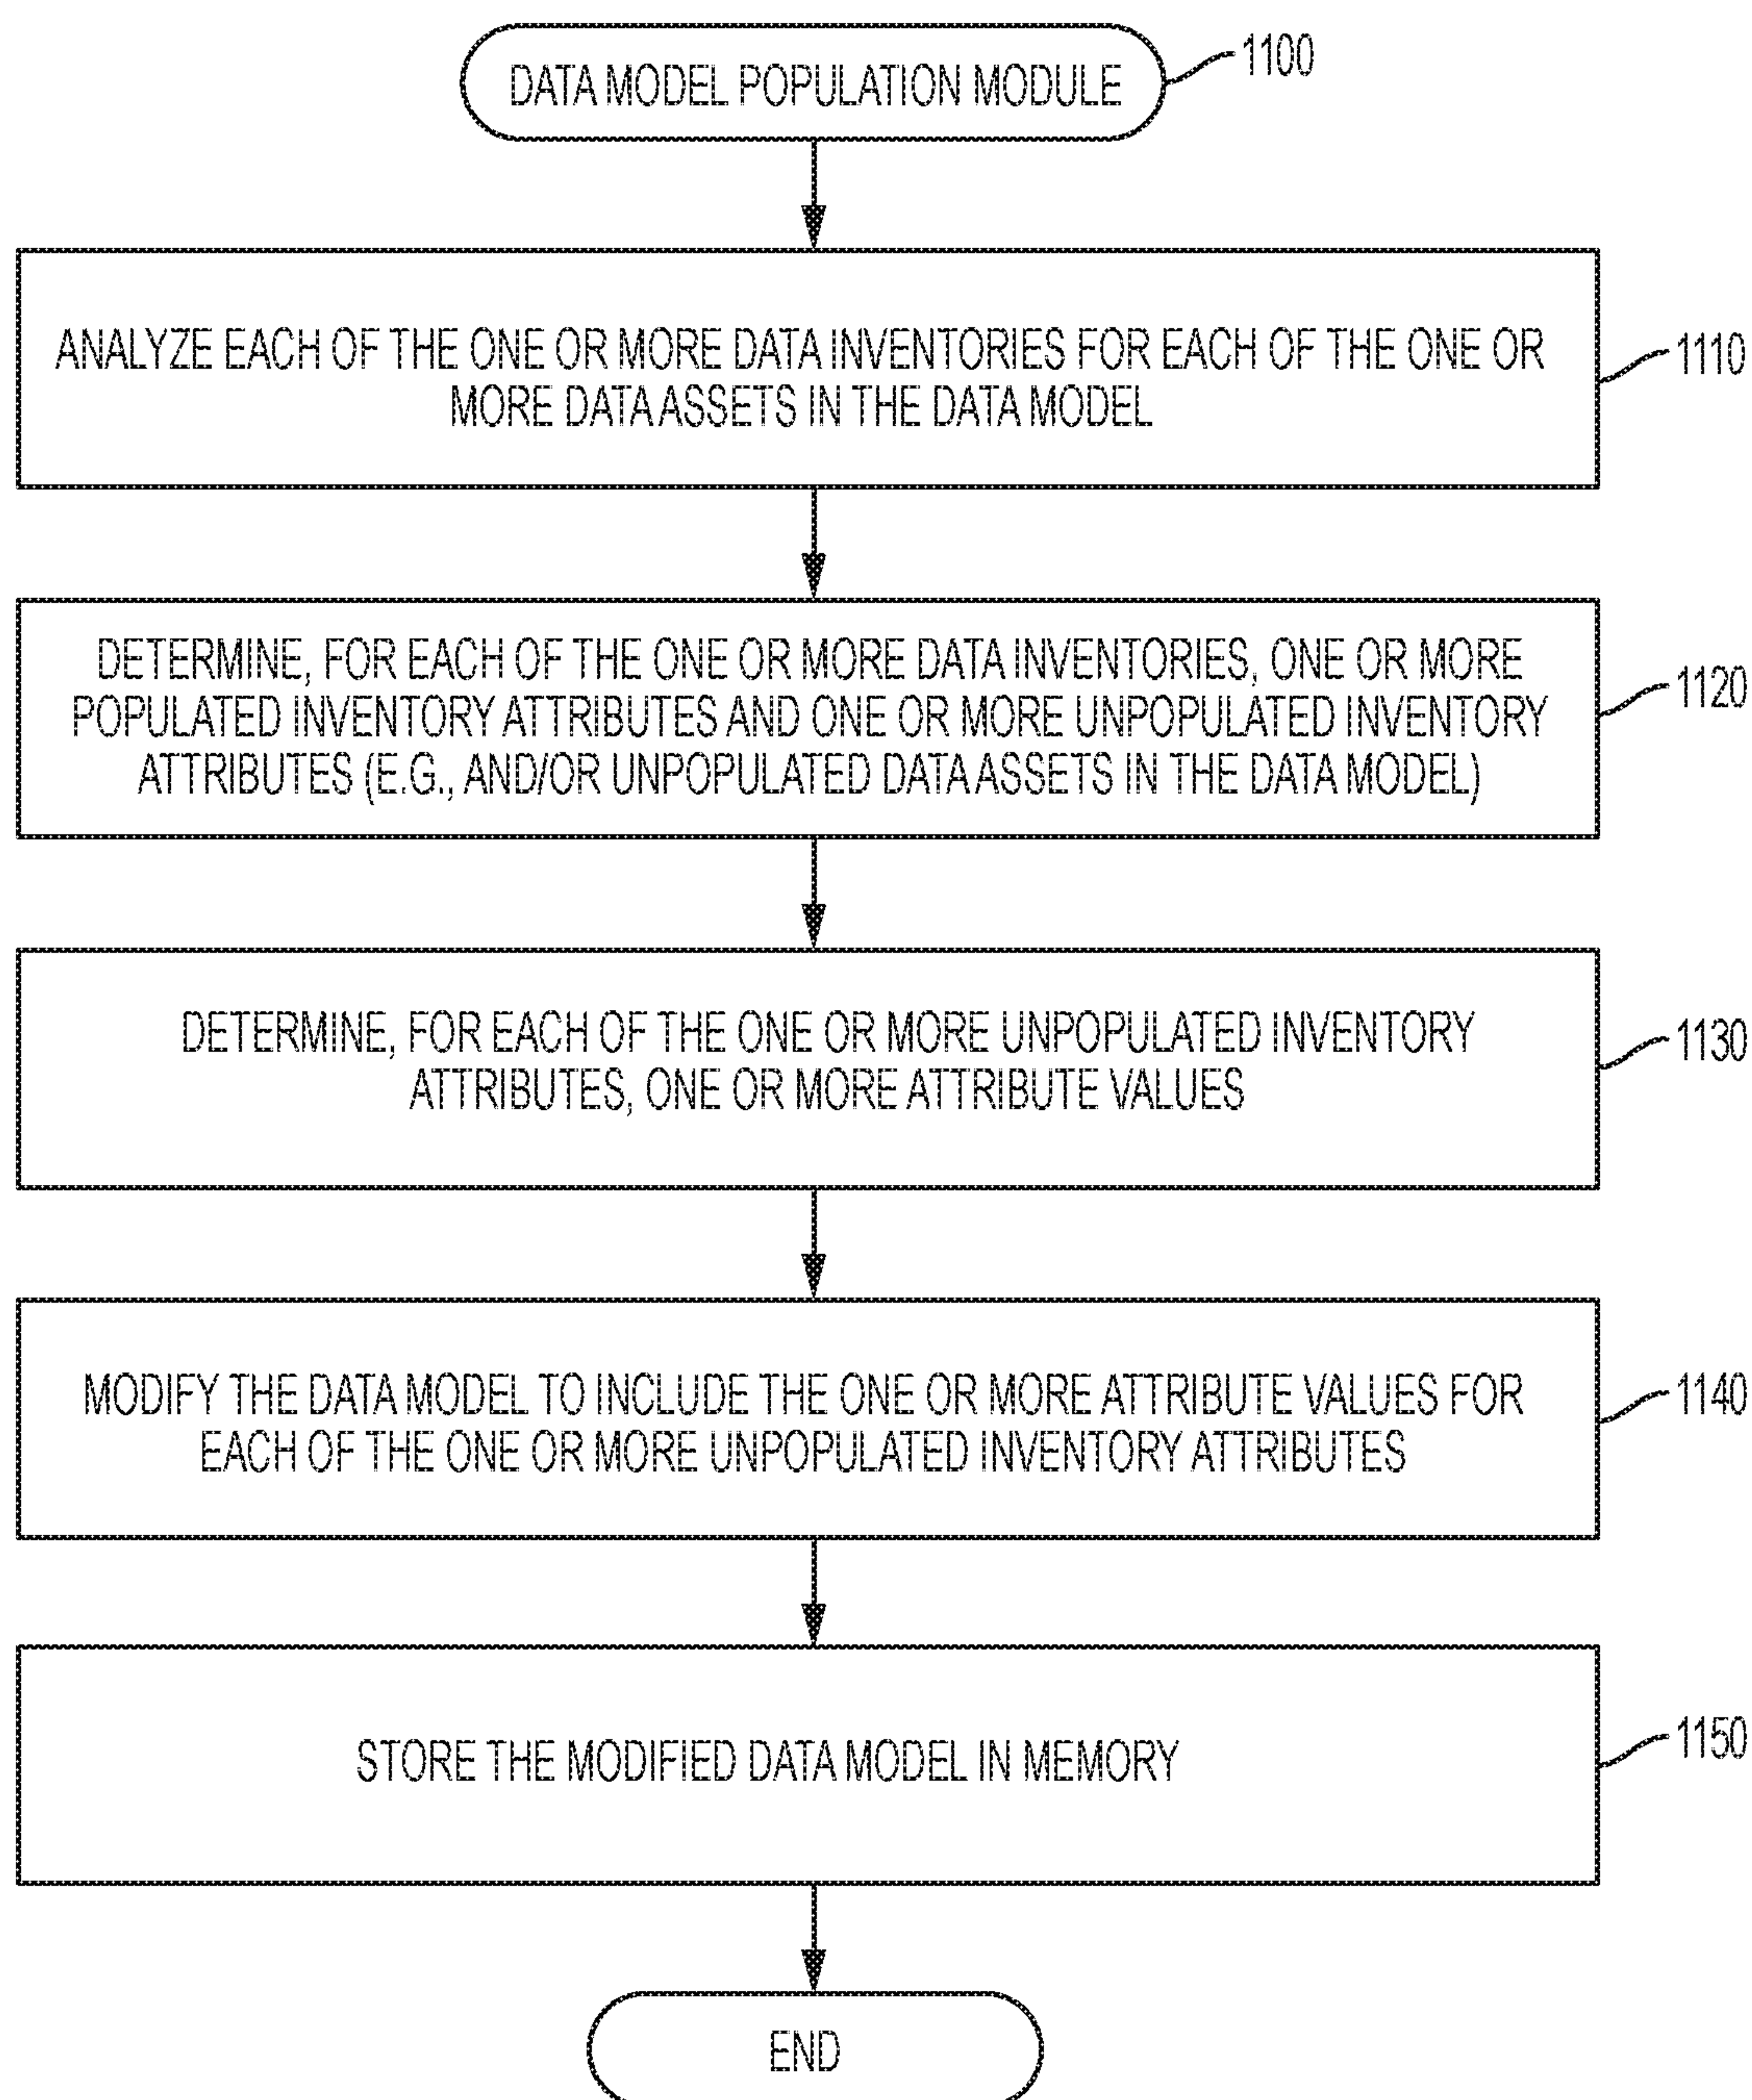 DATA MODEL POPULATION MODULE
1100
ANALYZE EACH OF THE ONE OR MORE DATA INVENTORIES FOR EACH OF THE ONE OR
MORE DATA ASSETS IN THE DATA MODEL
1110
DETERMINE, FOR EACH OF THE ONE OR MORE DATA INVENTORIES, ONE OR MORE
POPULATED INVENTORY ATTRIBUTES AND ONE OR MORE UNPOPULATED INVENTORY
ATTRIBUTES (E.G., AND/OR UNPOPULATED DATA ASSETS IN THE DATA MODEL)
1120
DETERMINE, FOR EACH OF THE ONE OR MORE UNPOPULATED INVENTORY
ATTRIBUTES, ONE OR MORE ATTRIBUTE VALUES
1130
MODIFY THE DATA MODEL TO INCLUDE THE ONE OR MORE ATTRIBUTE VALUES FOR
EACH OF THE ONE OR MORE UNPOPULATED INVENTORY ATTRIBUTES
1140
STORE THE MODIFIED DATA MODEL IN MEMORY
1150
END